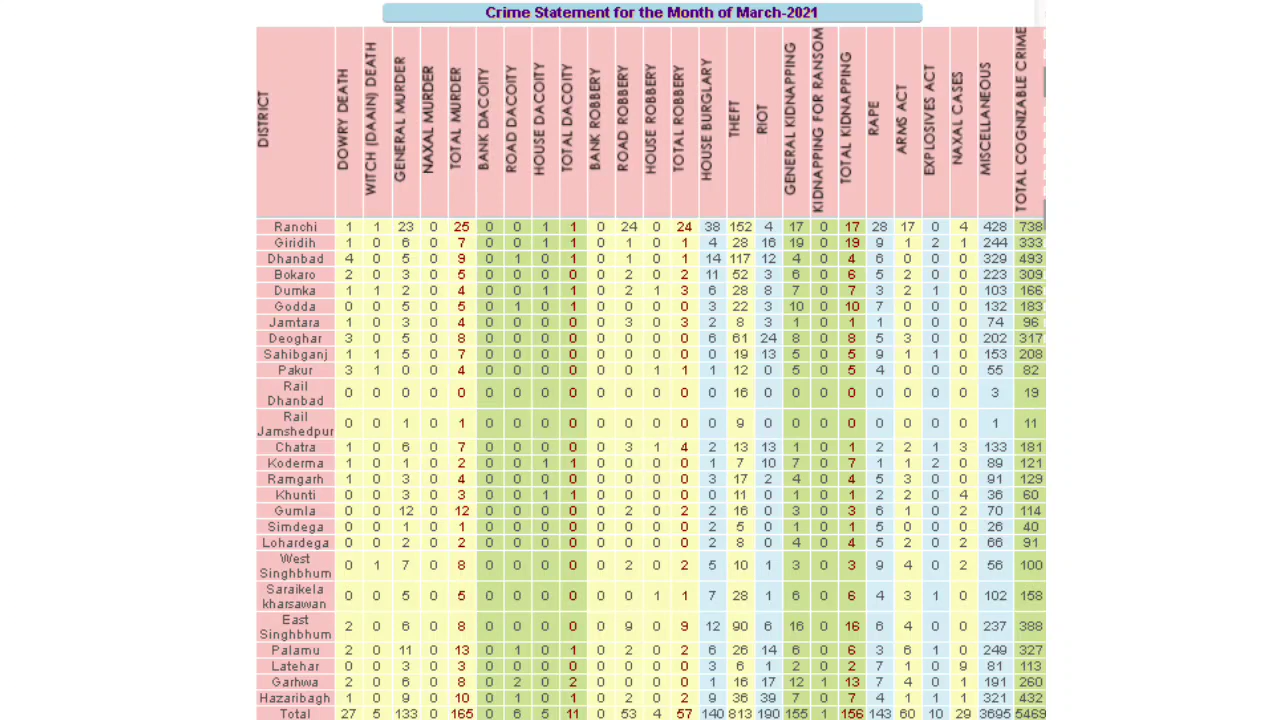 Crime Statement for the Month of March-2021
DISTRICT DOWRY DEATH WITCH (DAAIN) DEATH GENERAL MURDER NAXAL MURDER TOTAL MURDER BANK DACOITY ROAD DACOITY HOUSE DACOITY TOTAL DACOITY BANK ROBBERY ROAD ROBBERY HOUSE ROBBERY TOTAL ROBBERY HOUSE BURGLARY THEFT RIOT GENERAL KIDNAPPING KIDNAPPING FOR RANSOM TOTAL KIDNAPPING RAPE ARMS ACT EXPLOSIVES ACT NAXAL CASES MISCELLANEOUS TOTAL COGNIZABLE CRIME
Ranchi 1 1 23 0 25 0 0 1 1 0 24 0 24 38 152 4 17 0 17 28 17 0 4 428 738
Giridih 1 0 6 0 7 0 0 1 1 0 1 0 1 4 28 16 19 0 19 9 1 2 1 244 333
Dhanbad 4 0 5 0 9 0 1 0 1 0 1 0 1 14 117 12 4 0 4 6 0 0 0 329 493
Bokaro 2 0 3 0 5 0 0 0 0 0 2 0 2 11 52 3 6 0 6 5 2 0 0 223 309
Dumka 1 1 2 0 4 0 0 1 1 0 2 1 3 6 28 8 7 0 7 3 2 1 0 103 166
Godda 0 0 5 0 5 0 1 0 1 0 0 0 0 3 22 3 10 0 10 7 0 0 0 132 183
Jamtara 1 0 3 0 4 0 0 0 0 0 3 0 3 2 8 3 1 0 1 1 0 0 0 74 96
Deoghar 3 0 5 0 8 0 0 0 0 0 0 0 0 6 61 24 8 0 8 5 3 0 0 202 317
Sahibganj 1 1 5 0 7 0 0 0 0 0 0 0 0 0 19 13 5 0 5 9 1 1 0 153 208
Pakur 3 1 0 0 4 0 0 0 0 0 0 1 1 1 12 0 5 0 5 4 0 0 0 55 82
Rail
Dhanbad 0 0 0 0 0 0 0 0 0 0 0 0 0 0 16 0 0 0 0 0 0 0 0 3 19
Rail
Jamshedpur 0 0 1 0 1 0 0 0 0 0 0 0 0 0 9 0 0 0 0 0 0 0 0 1 11
Chatra 1 0 6 0 7 0 0 0 0 0 3 1 4 2 13 13 1 0 1 2 2 1 3 133 181
Koderma 1 0 1 0 2 0 0 1 1 0 0 0 0 1 7 10 7 0 7 1 1 2 0 89 121
Ramgarh 1 0 3 0 4 0 0 0 0 0 0 0 0 3 17 2 4 0 4 5 3 0 0 91 129
Khunti 0 0 3 0 3 0 0 1 1 0 0 0 0 0 11 0 1 0 1 2 2 0 4 36 60
Gumla 0 0 12 0 12 0 0 0 0 0 2 0 2 2 16 0 3 0 3 6 1 0 2 70 114
Simdega 0 0 1 0 1 0 0 0 0 0 0 0 0 2 5 0 1 0 1 5 0 0 0 26 40
Lohardega 0 0 2 0 2 0 0 0 0 0 0 0 0 2 8 0 4 0 4 5 2 0 2 66 91
West
Singhbhum 0 1 7 0 8 0 0 0 0 0 2 0 2 5 10 1 3 0 3 9 4 0 2 56 100
Saraikela
kharsawan 0 0 5 0 5 0 0 0 0 0 0 1 1 7 28 1 6 0 6 4 3 1 0 102 158
East
Singhbhum 2 0 6 0 8 0 0 0 0 0 9 0 9 12 90 6 16 0 16 6 4 0 0 237 388
Palamu 2 0 11 0 13 0 1 0 1 0 2 0 2 6 26 14 6 0 6 3 6 1 0 249 327
Latehar 0 0 3 0 3 0 0 0 0 0 0 0 0 3 6 1 2 0 2 7 1 0 9 81 113
Garhwa 2 0 6 0 8 0 2 0 2 0 0 0 0 1 16 17 12 1 13 7 4 0 1 191 260
Hazaribagh 1 0 9 0 10 0 1 0 1 0 2 0 2 9 36 39 7 0 7 4 1 1 1 321 432
Total 27 5 133 0 165 0 6 5 11 0 53 4 57 140 813 190 155 1 156 143 60 10 29 3695 5469